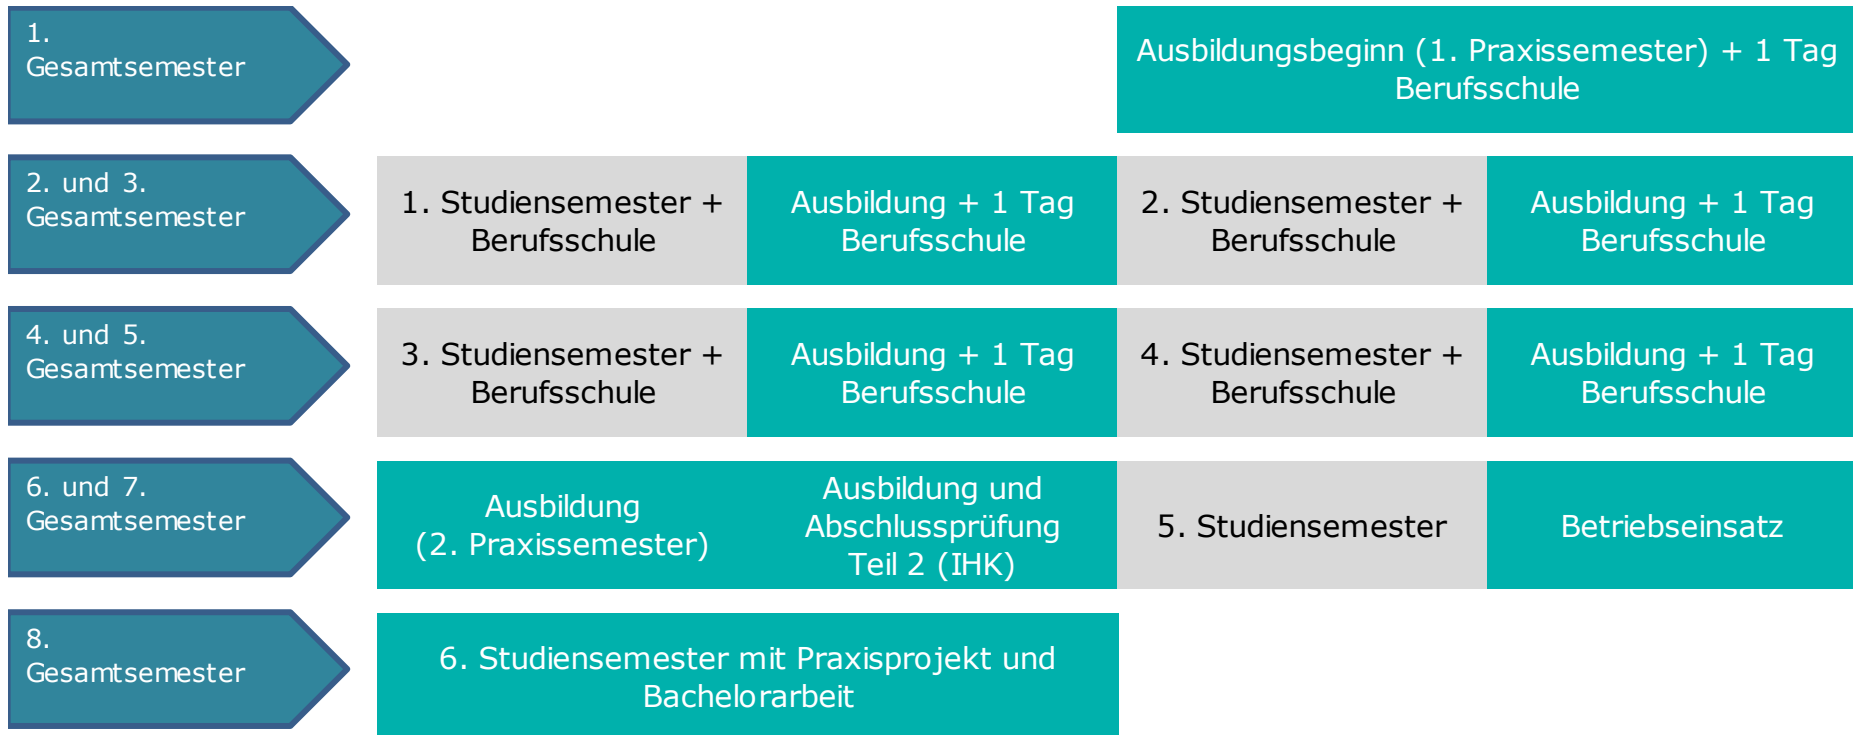 1.
Gesamtsemester
Ausbildungsbeginn (1. Praxissemester) + 1 Tag
Berufsschule
2. und 3.
Gesamtsemester
1. Studiensemester +
Berufsschule
Ausbildung + 1 Tag
Berufsschule
2. Studiensemester +
Berufsschule
Ausbildung + 1 Tag
Berufsschule
4. und 5.
Gesamtsemester
3. Studiensemester +
Berufsschule
Ausbildung + 1 Tag
Berufsschule
4. Studiensemester +
Berufsschule
Ausbildung + 1 Tag
Berufsschule
6. und 7.
Gesamtsemester
Ausbildung
(2. Praxissemester)
Ausbildung und
Abschlussprüfung
Teil 2 (IHK)
5. Studiensemester
Betriebseinsatz
8.
Gesamtsemester
6. Studiensemester mit Praxisprojekt und
Bachelorarbeit